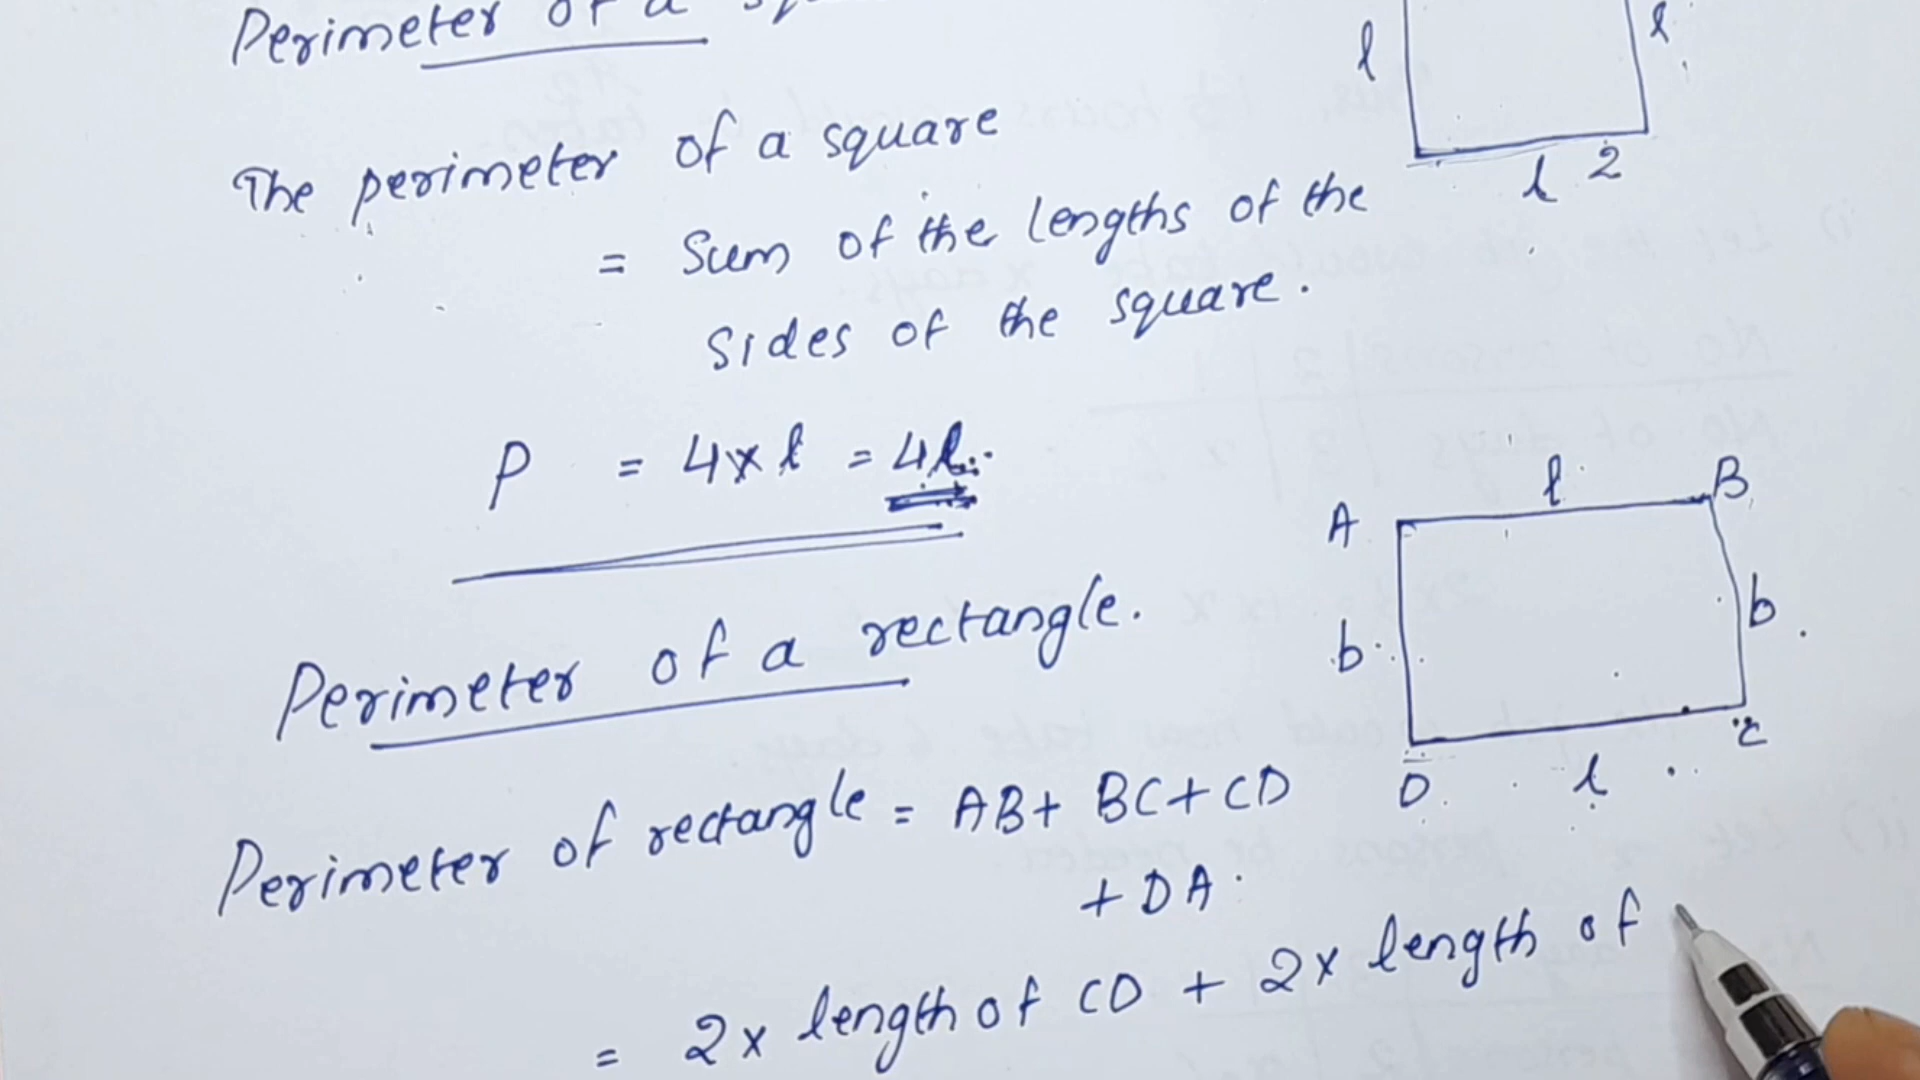 Perimeter of a
l
l
l 2
The perimeter of a square
= Sum of the lengths of the
sides of the square.
P = 4 x l = 4l
Perimeter of a rectangle.
A l B
b b
D l C
Perimeter of rectangle = AB + BC + CD
+ DA
= 2 x length of CD + 2 x length of